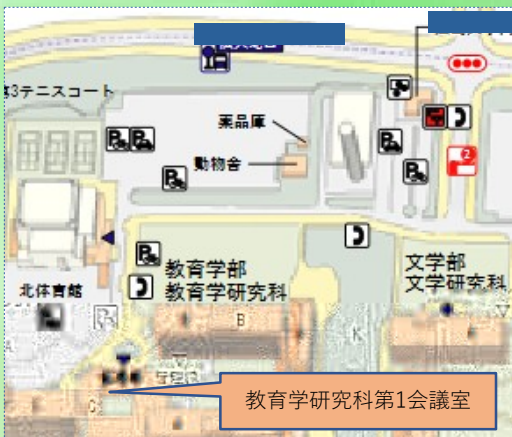 第3テニスコート
薬品庫
動物舎
教育学部
教育学研究科
文学部
文学研究科
北体育館
B
K
C
2
教育学研究科第1会議室